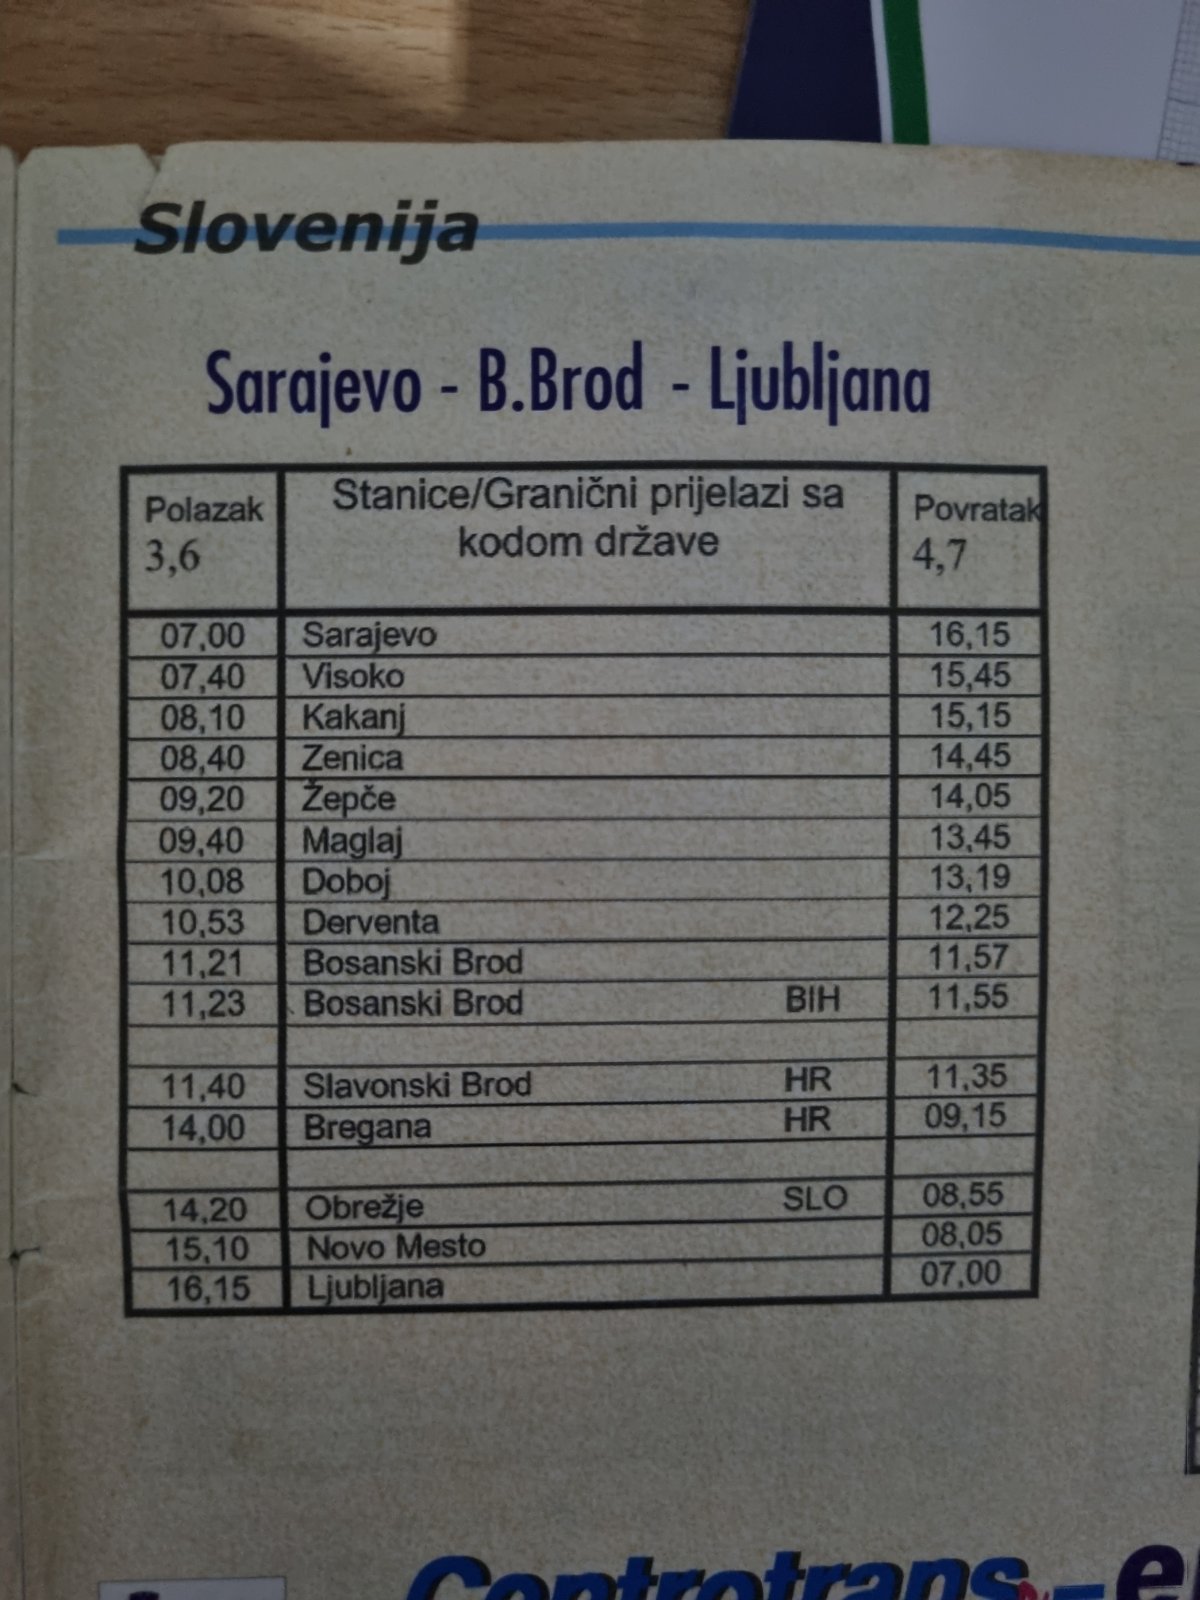 Slovenija
Sarajevo - B.Brod - Ljubljana
Polazak 3,6 Stanice/Granični prijelazi sa kodom države Povratak 4,7
07,00 Sarajevo 16,15
07,40 Visoko 15,45
08,10 Kakanj 15,15
08,40 Zenica 14,45
09,20 Žepče 14,05
09,40 Maglaj 13,45
10,08 Doboj 13,19
10,53 Derventa 12,25
11,21 Bosanski Brod 11,57
11,23 Bosanski Brod BIH 11,55
11,40 Slavonski Brod HR 11,35
14,00 Bregana HR 09,15
14,20 Obrežje SLO 08,55
15,10 Novo Mesto 08,05
16,15 Ljubljana 07,00
Centrotrans-e